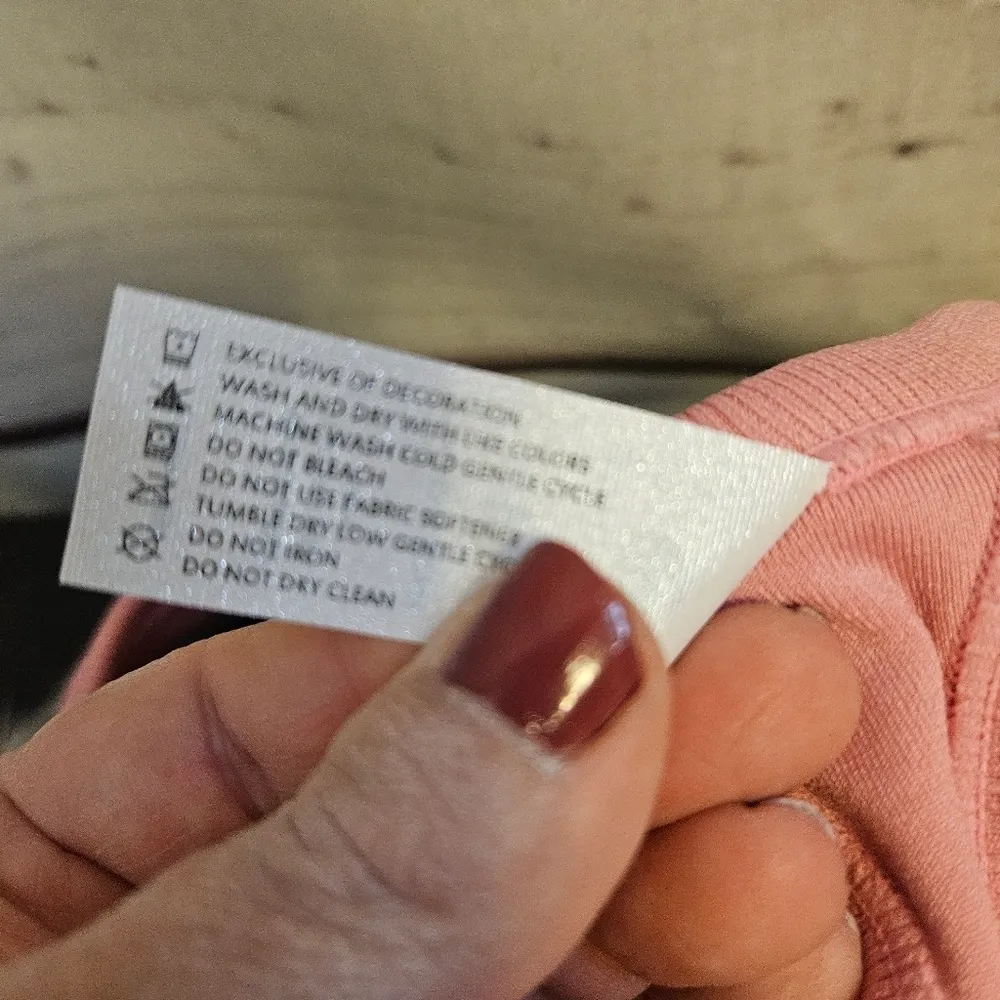 EXCLUSIVE OF DECORATION
WASH AND DRY WITH LIKE COLORS
MACHINE WASH COLD GENTLE CYCLE
DO NOT BLEACH
DO NOT USE FABRIC SOFTENER
TUMBLE DRY LOW GENTLE
DO NOT IRON
DO NOT DRY CLEAN